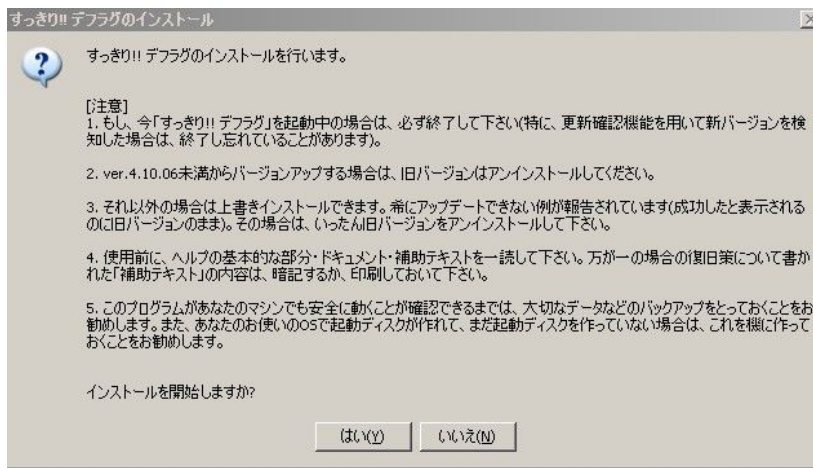 すっきり!! デフラグのインストール
すっきり!! デフラグのインストールを行います。
[注意]
1. もし、今「すっきり!! デフラグ」を起動中の場合は、必ず終了して下さい(特に、更新確認機能を用いて新バージョンを検
知した場合は、終了し忘れていることがあります)。
2. ver.4.10.06未満からバージョンアップする場合は、旧バージョンはアンインストールしてください。
3. それ以外の場合は上書きインストールできます。希にアップデートできない例が報告されています(成功したと表示される
のに旧バージョンのまま)。その場合は、いったん旧バージョンをアンインストールして下さい。
4. 使用前に、ヘルプの基本的な部分・ドキュメント・補助テキストを一読して下さい。万が一の場合の復旧策について書か
れた「補助テキスト」の内容は、暗記するか、印刷しておいて下さい。
5. このプログラムがあなたのマシンでも安全に動くことが確認できるまでは、大切なデータなどのバックアップをとっておくことをお
勧めします。また、あなたのお使いのOSで起動ディスクが作れて、まだ起動ディスクを作っていない場合は、これを機に作って
おくことをお勧めします。
インストールを開始しますか?
はい(Y) いいえ(N)